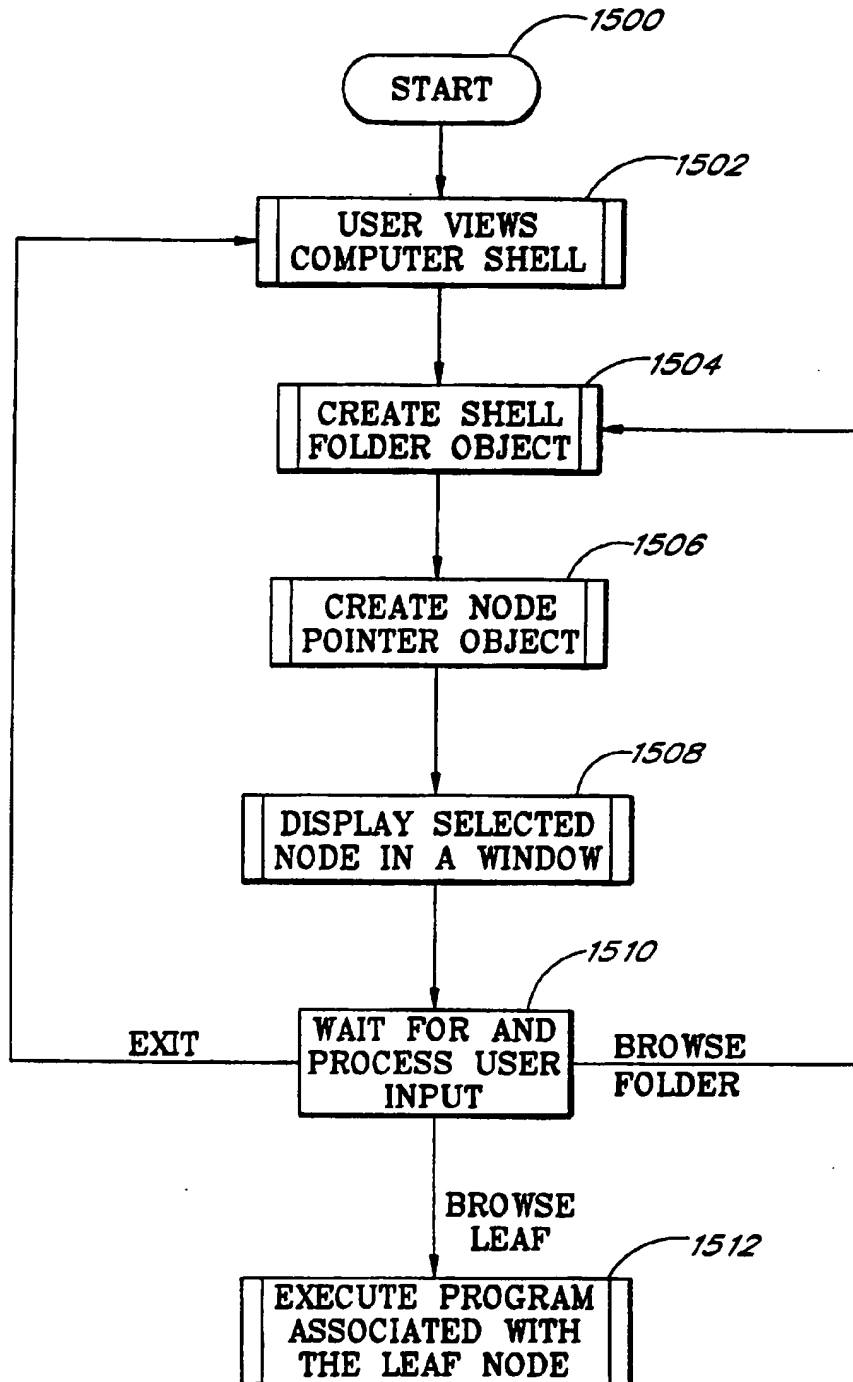 1500
START
1502
USER VIEWS
COMPUTER SHELL
1504
CREATE SHELL
FOLDER OBJECT
1506
CREATE NODE
POINTER OBJECT
1508
DISPLAY SELECTED
NODE IN A WINDOW
1510
WAIT FOR AND
PROCESS USER
INPUT
EXIT
BROWSE
FOLDER
BROWSE
LEAF
1512
EXECUTE PROGRAM
ASSOCIATED WITH
THE LEAF NODE